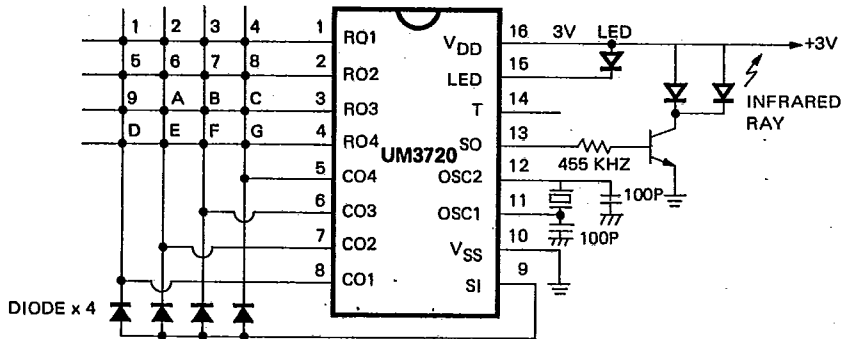 1 2 3 4
5 6 7 8
9 A B C
D E F G
1 RO1
2 RO2
3 RO3
4 RO4
5 CO4
6 CO3
7 CO2
8 CO1
UM3720
VDD 16
LED 15
T 14
SO 13
OSC2 12
OSC1 11
VSS 10
SI 9
3V LED
+3V
INFRARED
RAY
455 KHZ
100P
100P
DIODE x 4